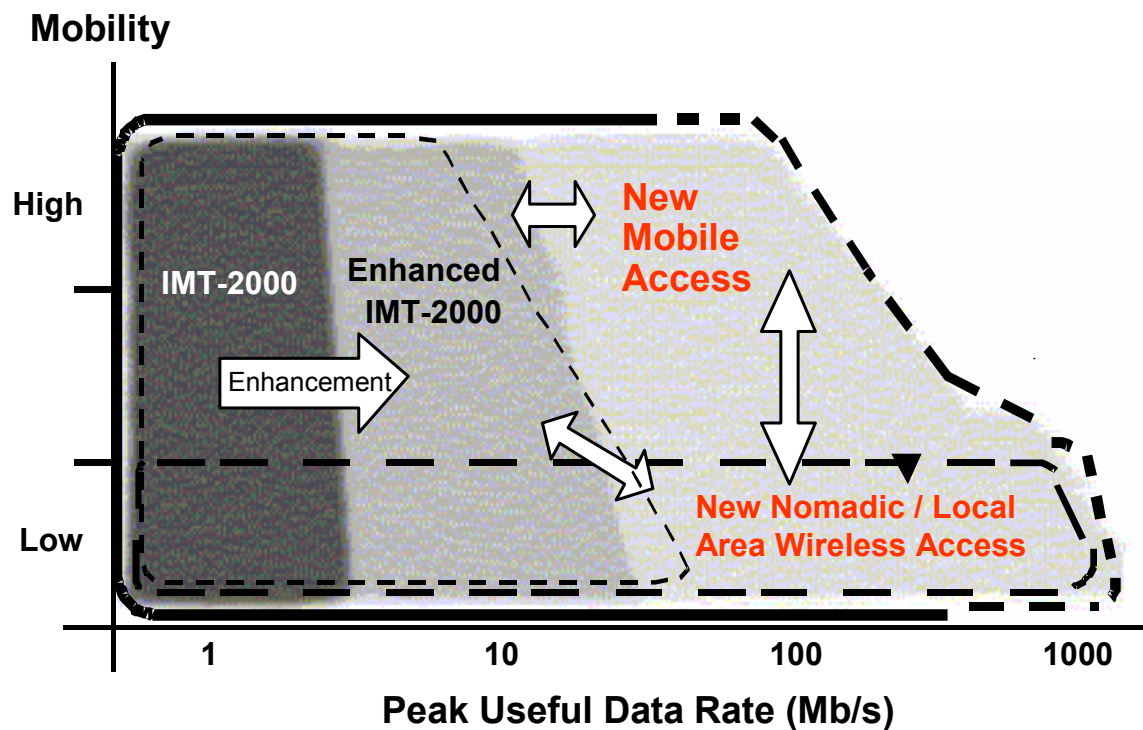 Mobility
High
New
Mobile
Access
IMT-2000
Enhanced
IMT-2000
Enhancement
New Nomadic / Local
Area Wireless Access
Low
1 10 100 1000
Peak Useful Data Rate (Mb/s)